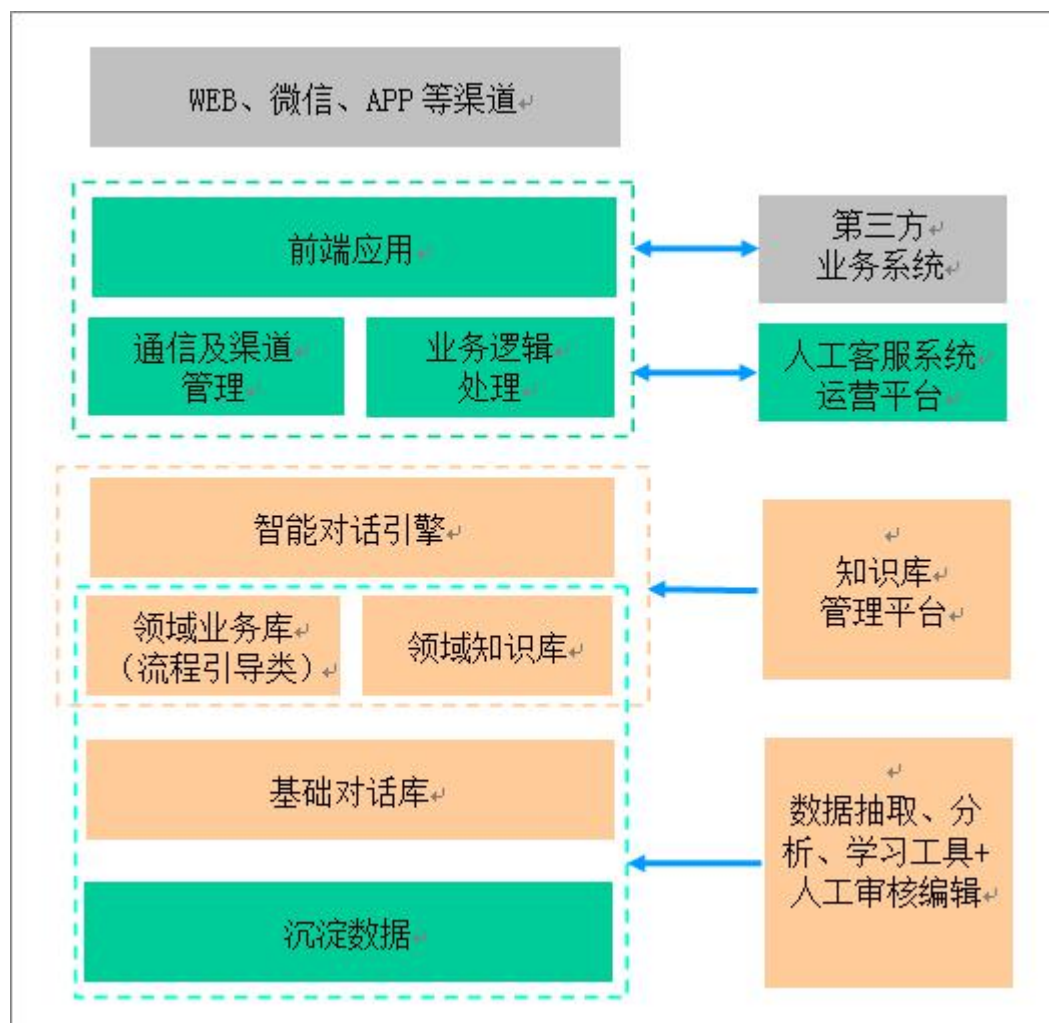 WEB、微信、APP 等渠道
前端应用
第三方
业务系统
通信及渠道
管理
业务逻辑
处理
人工客服系统
运营平台
智能对话引擎
知识库
管理平台
领域业务库
（流程引导类）
领域知识库
基础对话库
数据抽取、分
析、学习工具+
人工审核编辑
沉淀数据